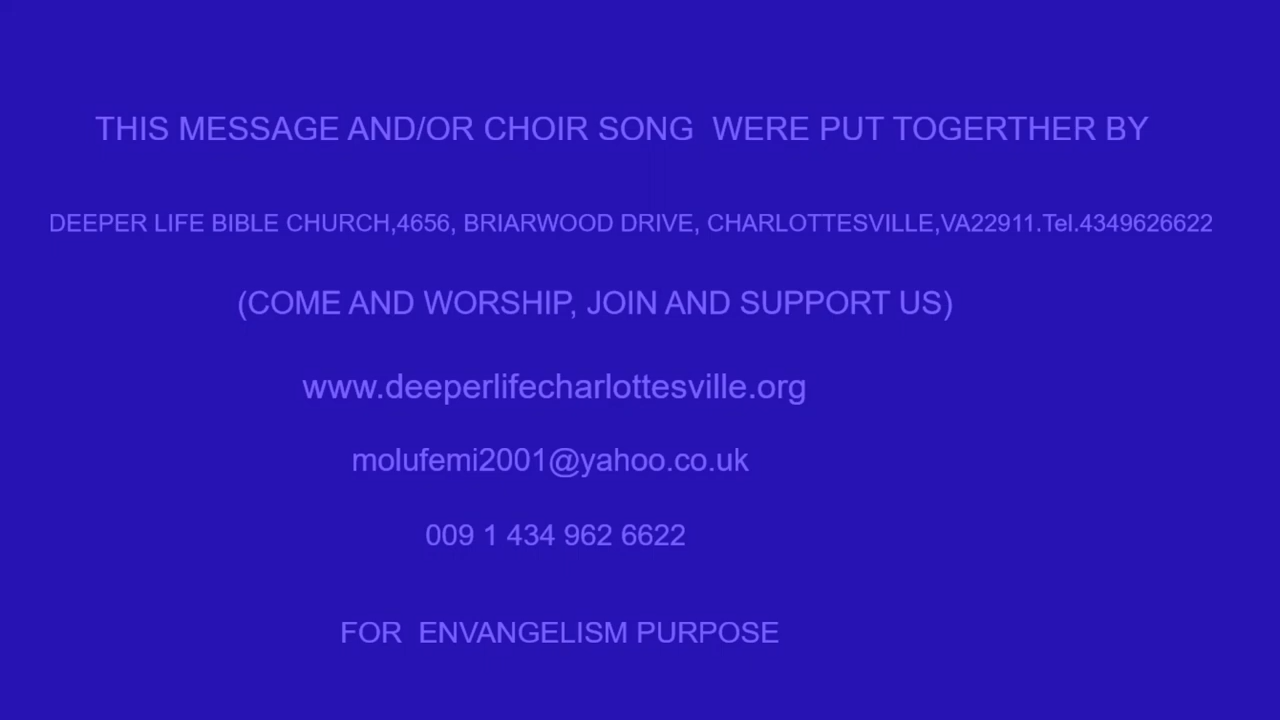 THIS MESSAGE AND/OR CHOIR SONG  WERE PUT TOGERTHER BY
DEEPER LIFE BIBLE CHURCH,4656, BRIARWOOD DRIVE, CHARLOTTESVILLE,VA22911.Tel.4349626622
(COME AND WORSHIP, JOIN AND SUPPORT US)
www.deeperlifecharlottesville.org
molufemi2001@yahoo.co.uk
009 1 434 962 6622
FOR  ENVANGELISM PURPOSE